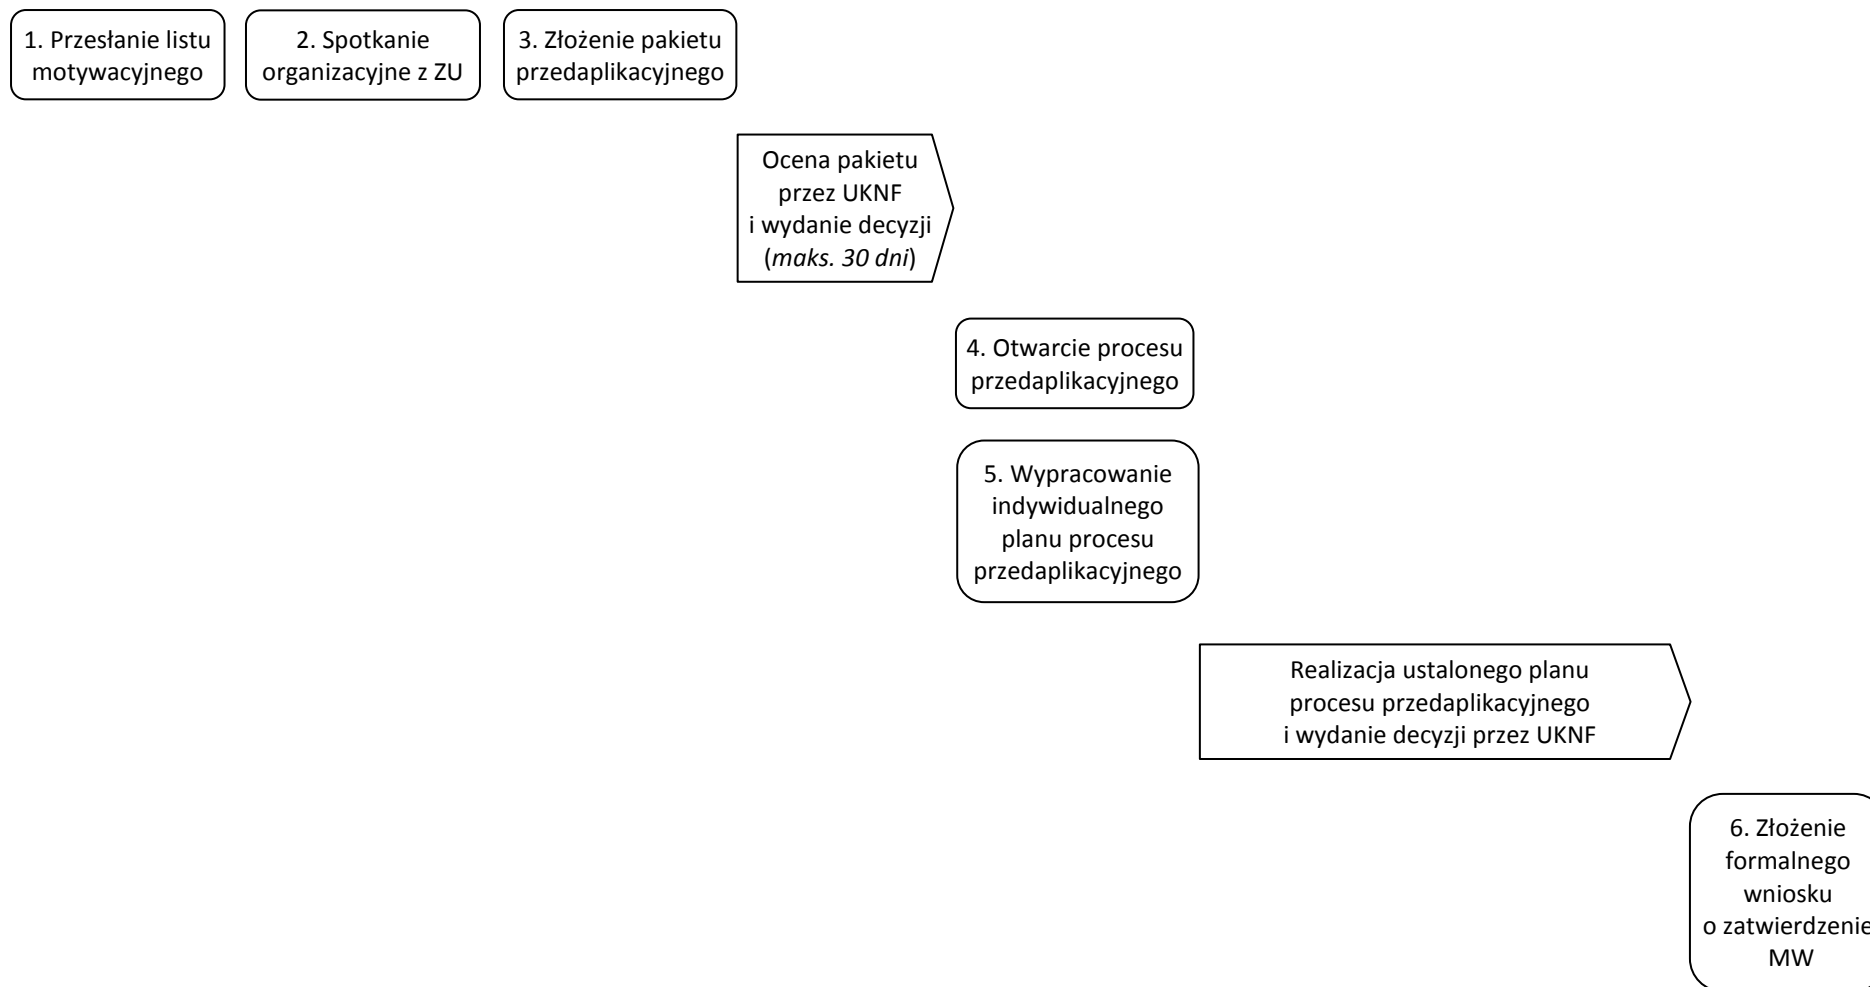 1. Przesłanie listu
motywacyjnego
2. Spotkanie
organizacyjne z ZU
3. Złożenie pakietu
przedaplikacyjnego
Ocena pakietu
przez UKNF
i wydanie decyzji
(maks. 30 dni)
4. Otwarcie procesu
przedaplikacyjnego
5. Wypracowanie
indywidualnego
planu procesu
przedaplikacyjnego
Realizacja ustalonego planu
procesu przedaplikacyjnego
i wydanie decyzji przez UKNF
6. Złożenie
formalnego
wniosku
o zatwierdzenie
MW